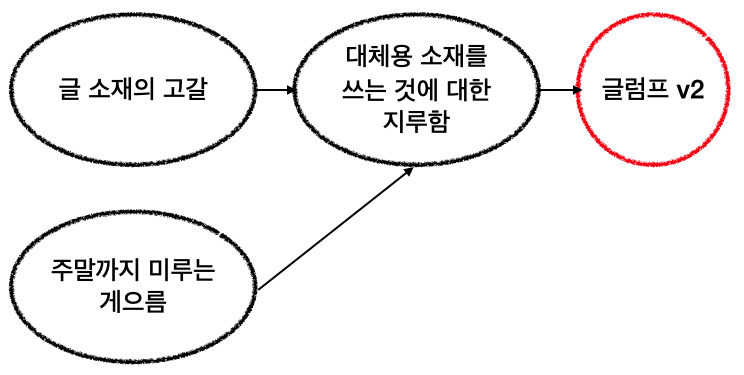 글 소재의 고갈
대체용 소재를
쓰는 것에 대한
지루함
글럼프 v2
주말까지 미루는
게으름